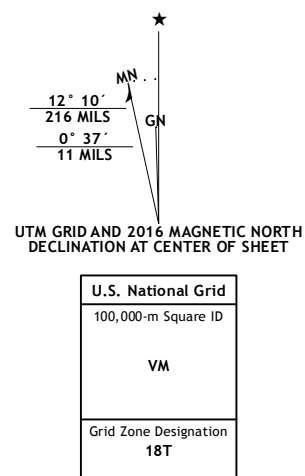 ★
MN
GN
12° 10´
216 MILS
0° 37´
11 MILS
UTM GRID AND 2016 MAGNETIC NORTH
DECLINATION AT CENTER OF SHEET
U.S. National Grid
100,000-m Square ID
VM
Grid Zone Designation
18T